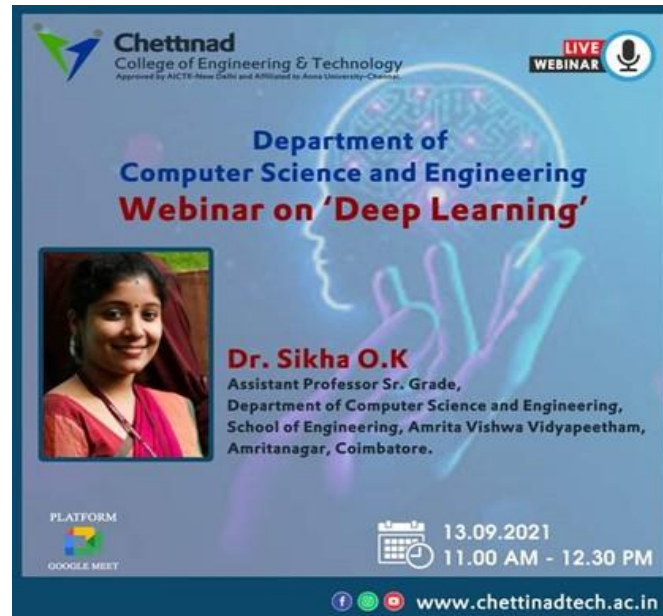 Chettinad
College of Engineering & Technology
Approved by AICTE-New Delhi and Affiliated to Anna University-Chennai.
LIVE
WEBINAR
Department of
Computer Science and Engineering
Webinar on ‘Deep Learning’
Dr. Sikha O.K
Assistant Professor Sr. Grade,
Department of Computer Science and Engineering,
School of Engineering, Amrita Vishwa Vidyapeetham,
Amritanagar, Coimbatore.
PLATFORM
GOOGLE MEET
13.09.2021
11.00 AM - 12.30 PM
www.chettinadtech.ac.in